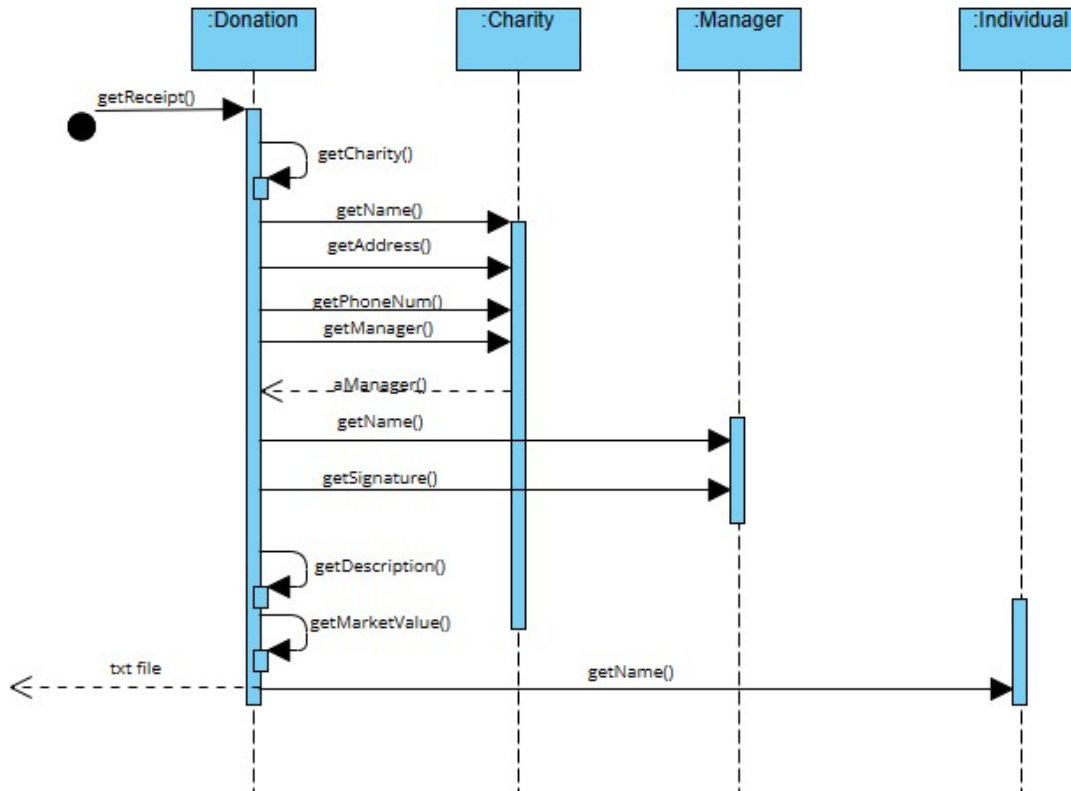 :Donation
:Charity
:Manager
:Individual
getReceipt()
getCharity()
getName()
getAddress()
getPhoneNum()
getManager()
aManager()
getName()
getSignature()
getDescription()
getMarketValue()
txt file
getName()